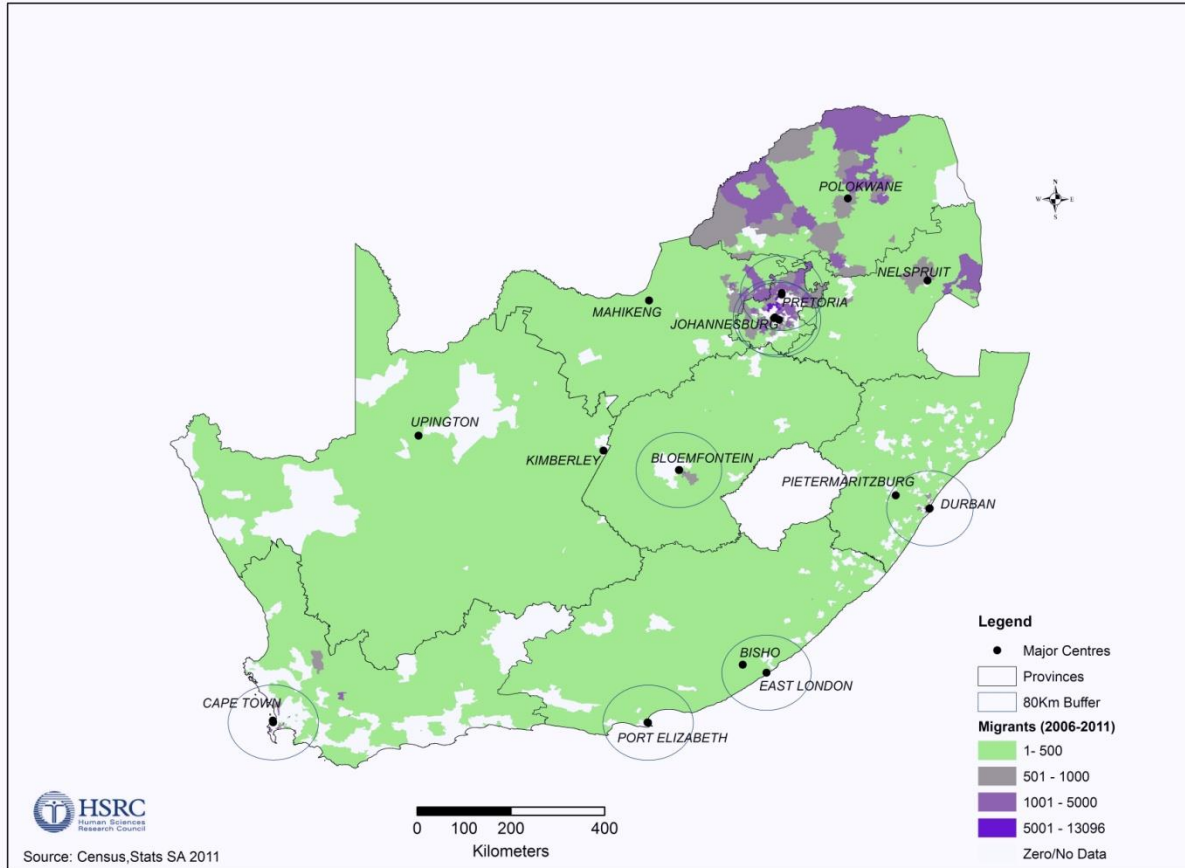 POLOKWANE
N
W E
S
NELSPRUIT
PRETORIA
MAHIKENG
JOHANNESBURG
UPINGTON
KIMBERLEY
BLOEMFONTEIN
PIETERMARITZBURG
DURBAN
BISHO
EAST LONDON
CAPE TOWN
PORT ELIZABETH
Legend
Major Centres
Provinces
80Km Buffer
Migrants (2006-2011)
1- 500
501 - 1000
1001 - 5000
5001 - 13096
Zero/No Data
HSRC
Human Sciences
Research Council
0 100 200 400
Kilometers
Source: Census,Stats SA 2011